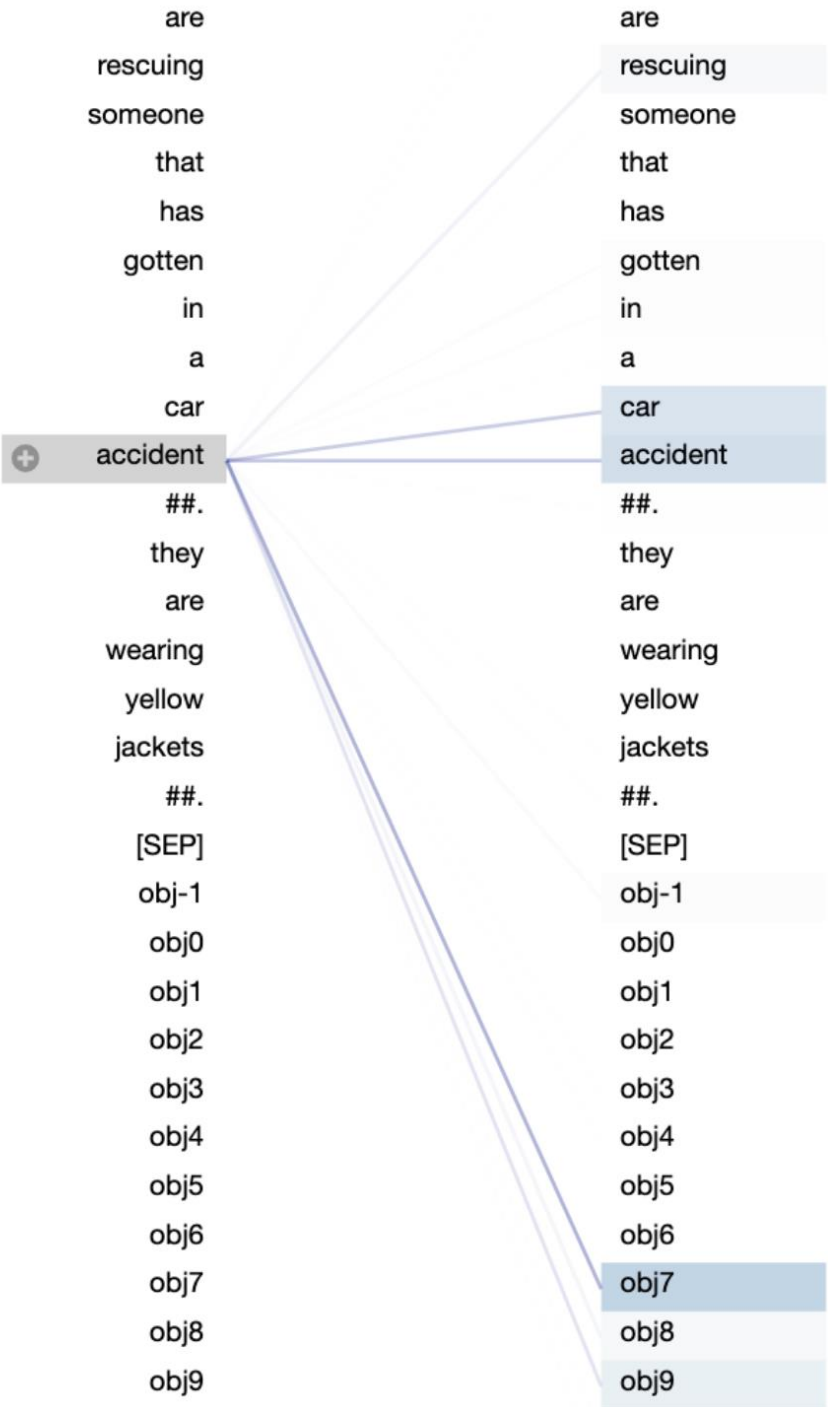 are are
rescuing rescuing
someone someone
that that
has has
gotten gotten
in in
a a
car car
accident accident
##. ##.
they they
are are
wearing wearing
yellow yellow
jackets jackets
##. ##.
[SEP] [SEP]
obj-1 obj-1
obj0 obj0
obj1 obj1
obj2 obj2
obj3 obj3
obj4 obj4
obj5 obj5
obj6 obj6
obj7 obj7
obj8 obj8
obj9 obj9